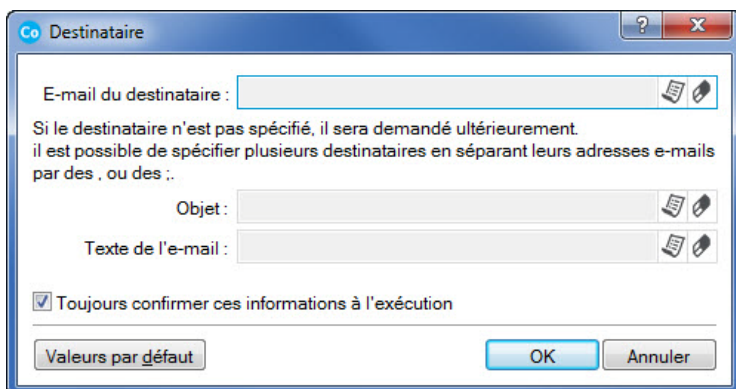 Co Destinataire
?
E-mail du destinataire :
Si le destinataire n'est pas spécifié, il sera demandé ultérieurement.
il est possible de spécifier plusieurs destinataires en séparant leurs adresses e-mails
par des , ou des ;.
Objet :
Texte de l'e-mail :
Toujours confirmer ces informations à l'exécution
Valeurs par défaut OK Annuler